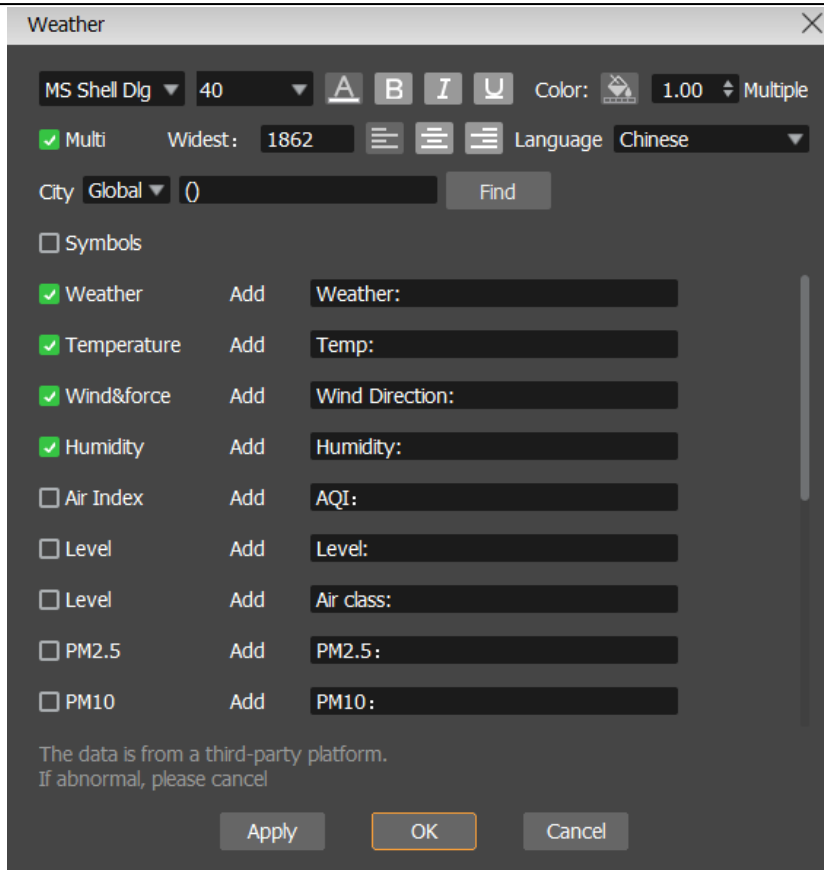 Weather
MS Shell Dlg 40 A B I U Color: 1.00 Multiple
Multi Widest： 1862 Language Chinese
City Global () Find
Symbols
Weather Add Weather:
Temperature Add Temp:
Wind&force Add Wind Direction:
Humidity Add Humidity:
Air Index Add AQI：
Level Add Level:
Level Add Air class:
PM2.5 Add PM2.5：
PM10 Add PM10：
The data is from a third-party platform.
If abnormal, please cancel
Apply OK Cancel